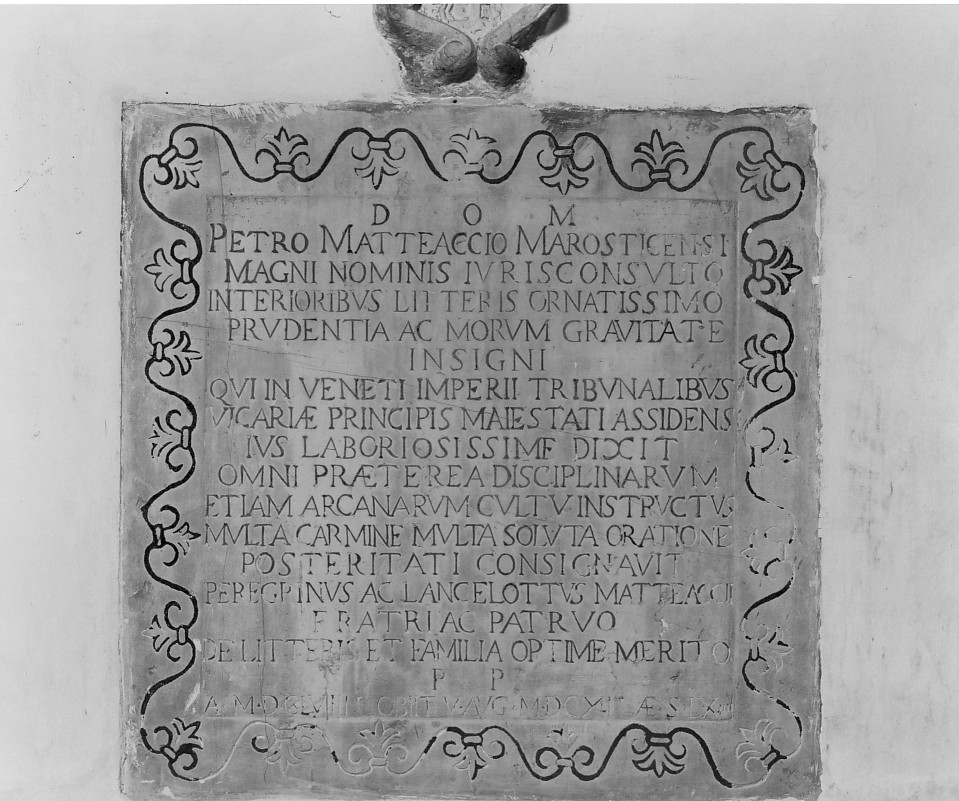 D O M
PETRO MATTEACCIO MAROSTICENSI
MAGNI NOMINIS IVRISCONSVLTO
INTERIORIBVS LITTERIS ORNATISSIMO
PRVDENTIA AC MORVM GRAVITATE
INSIGNI
QVI IN VENETI IMPERII TRIBVNALIBVS
VICARIÆ PRINCIPIS MAIESTATI ASSIDENS
IVS LABORIOSISSIME DIXIT
OMNI PRÆTEREA DISCIPLINARVM
ETIAM ARCANARVM CVLTV INSTRVCTVS
MVLTA CARMINE MVLTA SOLVTA ORATIONE
POSTERITATI CONSIGNAVIT
PEREGRINVS AC LANCELOTTVS MATTEACCII
FRATRI AC PATRVO
DE LITTERIS ET FAMILIA OPTIME MERITO
P P